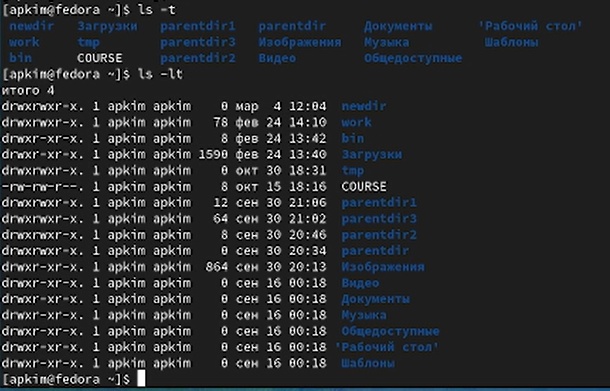 [apkim@fedora ~]$ ls -t
newdir Загрузки parentdir1 parentdir Документы 'Рабочий стол'
work tmp parentdir3 Изображения Музыка Шаблоны
bin COURSE parentdir2 Видео Общедоступные
[apkim@fedora ~]$ ls -lt
итого 4
drwxrwxr-x. 1 apkim apkim 0 мар 4 12:04 newdir
drwxrwxr-x. 1 apkim apkim 78 фев 24 14:10 work
drwxr-xr-x. 1 apkim apkim 8 фев 24 13:42 bin
drwxr-xr-x. 1 apkim apkim 1590 фев 24 13:40 Загрузки
drwxrwxr-x. 1 apkim apkim 0 окт 30 18:31 tmp
-rw-rw-r--. 1 apkim apkim 8 окт 15 18:16 COURSE
drwxr-xr-x. 1 apkim apkim 12 сен 30 21:06 parentdir1
drwxr-xr-x. 1 apkim apkim 64 сен 30 21:02 parentdir3
drwxr-xr-x. 1 apkim apkim 8 сен 30 20:46 parentdir2
drwxr-xr-x. 1 apkim apkim 0 сен 30 20:34 parentdir
drwxr-xr-x. 1 apkim apkim 864 сен 30 20:13 Изображения
drwxr-xr-x. 1 apkim apkim 0 сен 16 00:18 Видео
drwxr-xr-x. 1 apkim apkim 0 сен 16 00:18 Документы
drwxr-xr-x. 1 apkim apkim 0 сен 16 00:18 Музыка
drwxr-xr-x. 1 apkim apkim 0 сен 16 00:18 Общедоступные
drwxr-xr-x. 1 apkim apkim 0 сен 16 00:18 'Рабочий стол'
drwxr-xr-x. 1 apkim apkim 0 сен 16 00:18 Шаблоны
[apkim@fedora ~]$